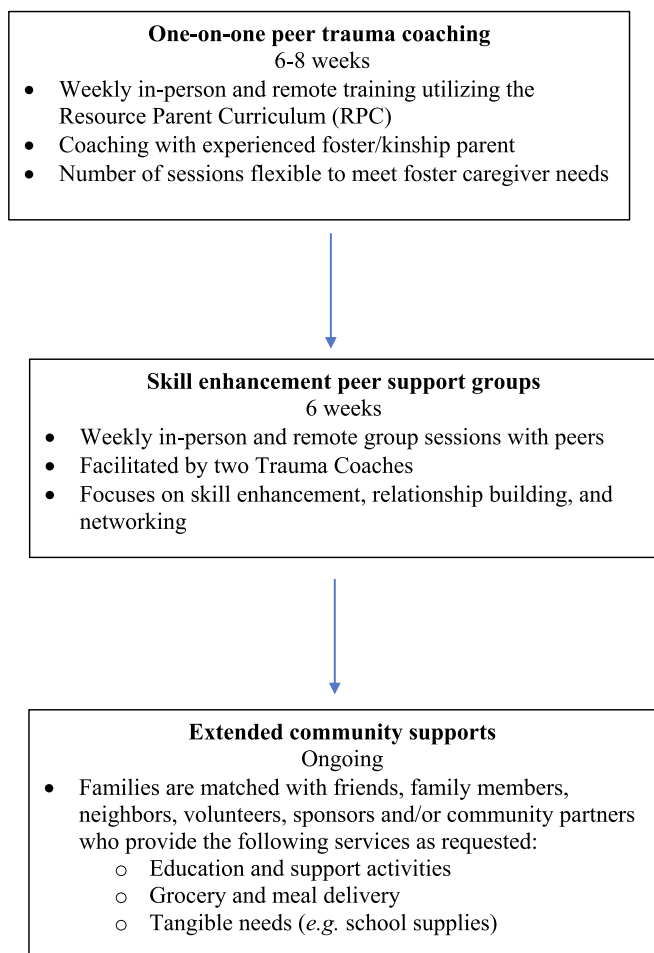 One-on-one peer trauma coaching
6-8 weeks
• Weekly in-person and remote training utilizing the
Resource Parent Curriculum (RPC)
• Coaching with experienced foster/kinship parent
• Number of sessions flexible to meet foster caregiver needs
Skill enhancement peer support groups
6 weeks
• Weekly in-person and remote group sessions with peers
• Facilitated by two Trauma Coaches
• Focuses on skill enhancement, relationship building, and
networking
Extended community supports
Ongoing
• Families are matched with friends, family members,
neighbors, volunteers, sponsors and/or community partners
who provide the following services as requested:
o Education and support activities
o Grocery and meal delivery
o Tangible needs (e.g. school supplies)